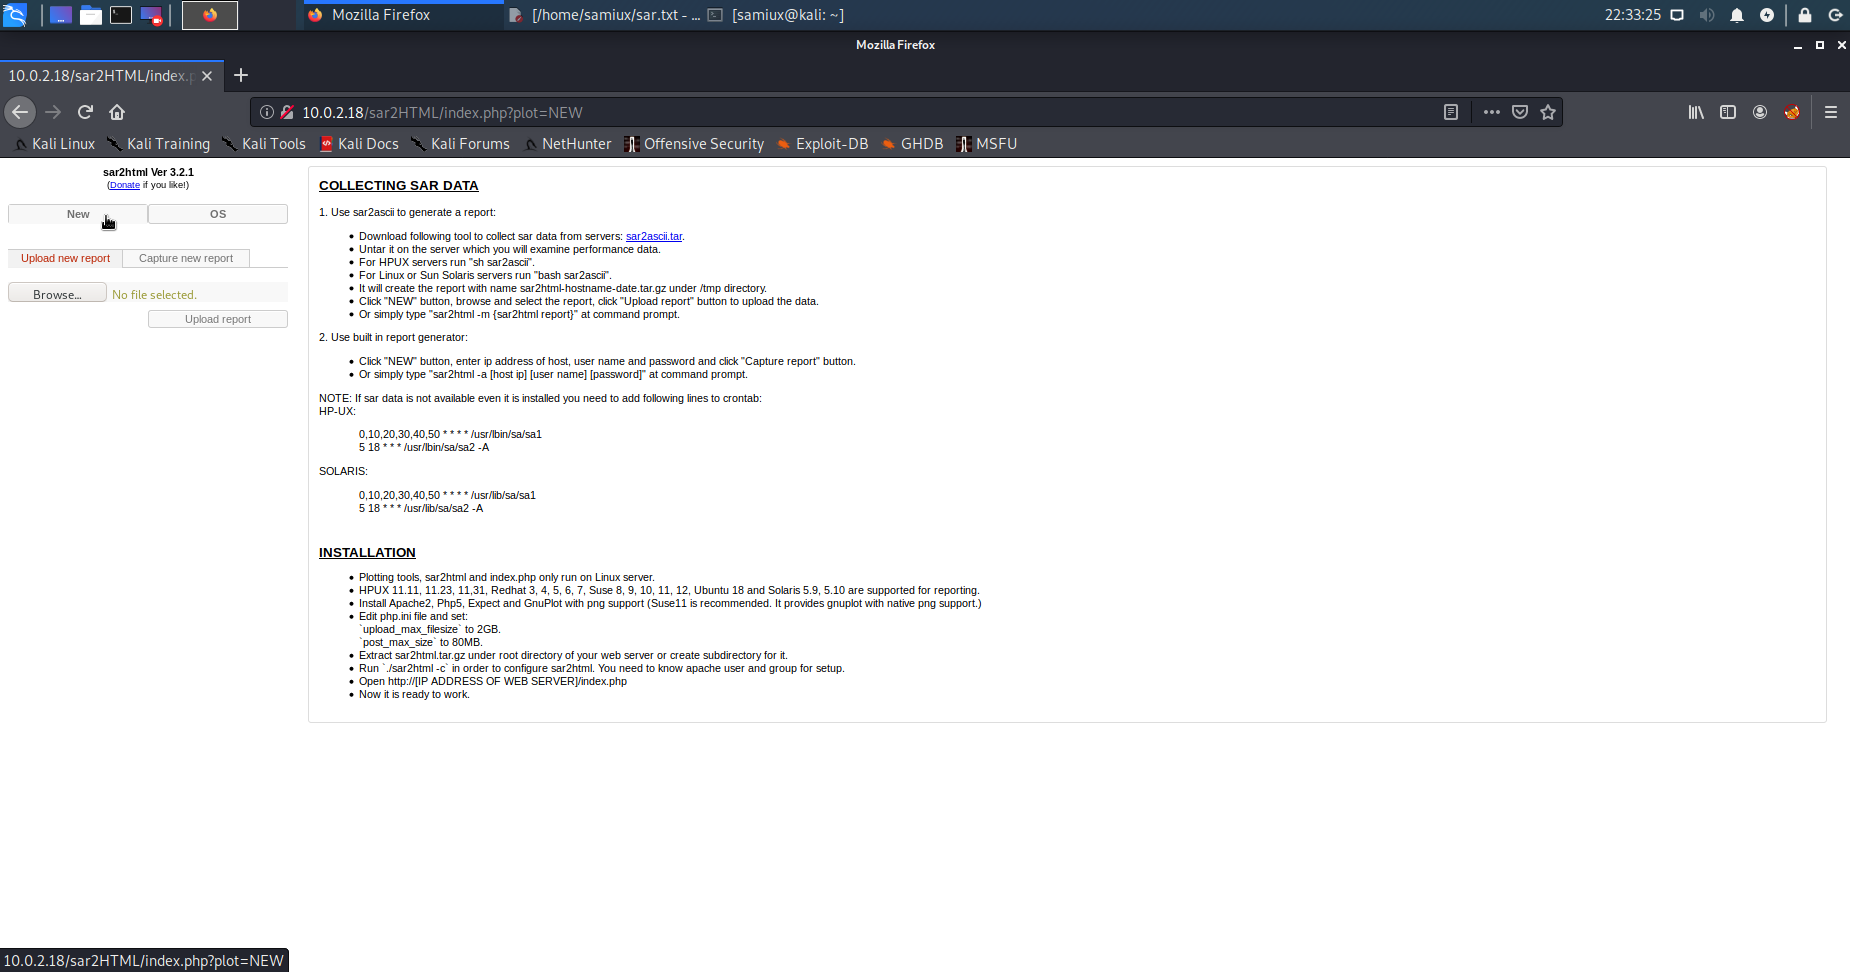 Mozilla Firefox
[/home/samiux/sar.txt - ...
[samiux@kali: ~]
22:33:25
Mozilla Firefox
10.0.2.18/sar2HTML/index.p
10.0.2.18/sar2HTML/index.php?plot=NEW
Kali Linux
Kali Training
Kali Tools
Kali Docs
Kali Forums
NetHunter
Offensive Security
Exploit-DB
GHDB
MSFU
sar2html Ver 3.2.1
(Donate if you like!)
New
OS
Upload new report
Capture new report
Browse...
No file selected.
Upload report
COLLECTING SAR DATA
1. Use sar2ascii to generate a report:
• Download following tool to collect sar data from servers: sar2ascii.tar.
• Untar it on the server which you will examine performance data.
• For HPUX servers run "sh sar2ascii".
• For Linux or Sun Solaris servers run "bash sar2ascii".
• It will create the report with name sar2html-hostname-date.tar.gz under /tmp directory.
• Click "NEW" button, browse and select the report, click "Upload report" button to upload the data.
• Or simply type "sar2html -m {sar2html report}" at command prompt.
2. Use built in report generator:
• Click "NEW" button, enter ip address of host, user name and password and click "Capture report" button.
• Or simply type "sar2html -a [host ip] [user name] [password]" at command prompt.
NOTE: If sar data is not available even it is installed you need to add following lines to crontab:
HP-UX:
0,10,20,30,40,50 * * * * /usr/lbin/sa/sa1
5 18 * * * /usr/lbin/sa/sa2 -A
SOLARIS:
0,10,20,30,40,50 * * * * /usr/lib/sa/sa1
5 18 * * * /usr/lib/sa/sa2 -A
INSTALLATION
• Plotting tools, sar2html and index.php only run on Linux server.
• HPUX 11.11, 11.23, 11,31, Redhat 3, 4, 5, 6, 7, Suse 8, 9, 10, 11, 12, Ubuntu 18 and Solaris 5.9, 5.10 are supported for reporting.
• Install Apache2, Php5, Expect and GnuPlot with png support (Suse11 is recommended. It provides gnuplot with native png support.)
• Edit php.ini file and set:
`upload_max_filesize` to 2GB.
`post_max_size` to 80MB.
• Extract sar2html.tar.gz under root directory of your web server or create subdirectory for it.
• Run `./sar2html -c` in order to configure sar2html. You need to know apache user and group for setup.
• Open http://[IP ADDRESS OF WEB SERVER]/index.php
• Now it is ready to work.
10.0.2.18/sar2HTML/index.php?plot=NEW